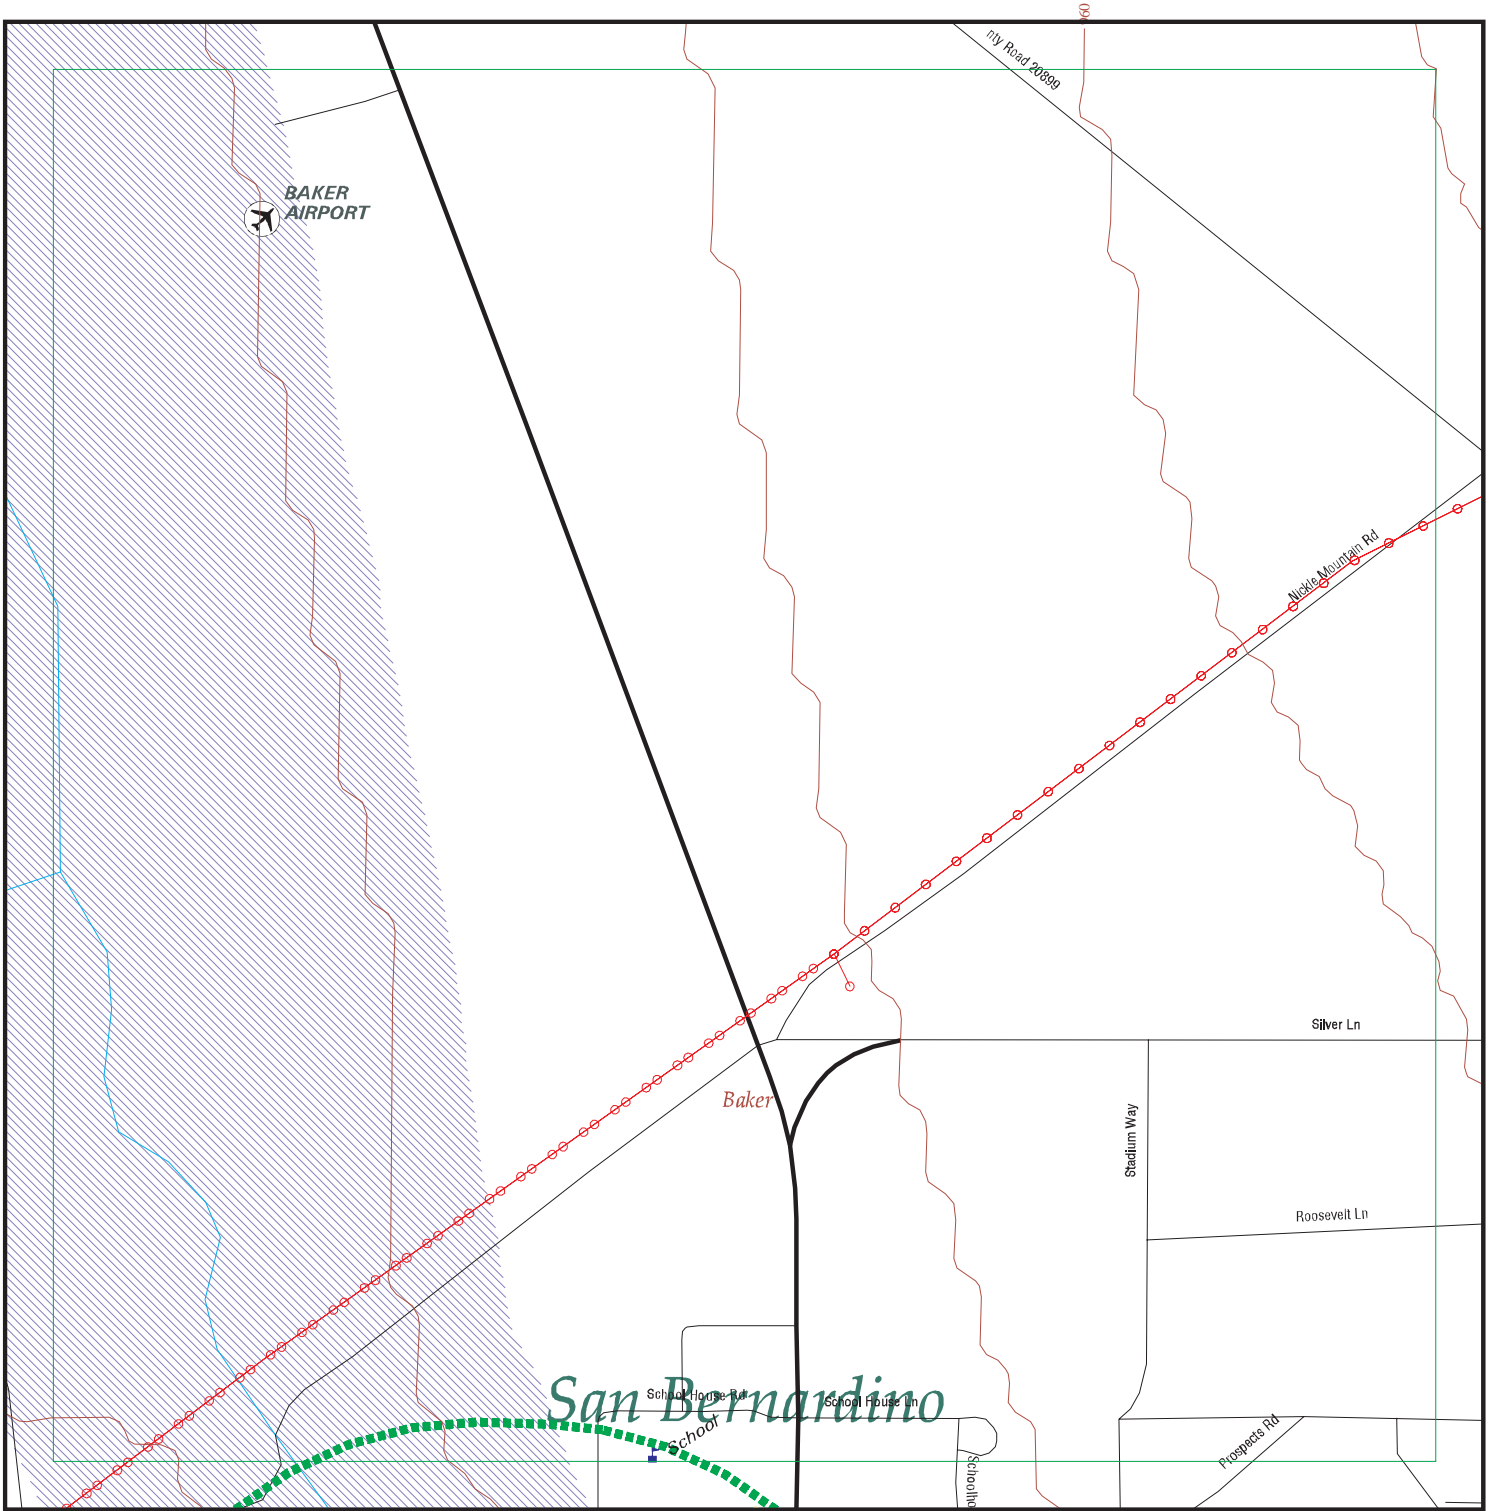 nty Road 20899
BAKER
AIRPORT
Nickle Mountain Rd
Silver Ln
Baker
Stadium Way
Roosevelt Ln
San Bernardino
School House Rd
School House Ln
School
Prospects Rd
Schoolho